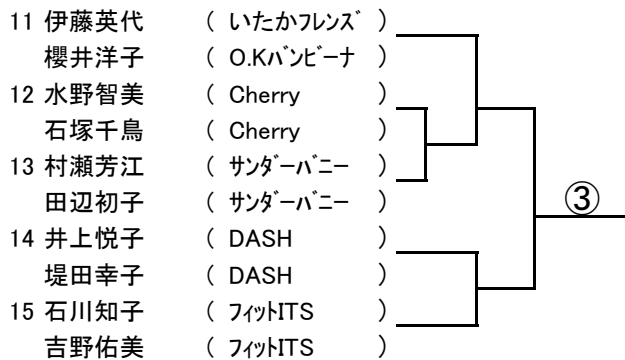 11 伊藤英代 ( いたかﾌﾚﾝｽﾞ )
櫻井洋子 ( O.Kﾊﾞﾝﾋﾞｰﾅ )
12 水野智美 ( Cherry )
石塚千鳥 ( Cherry )
13 村瀬芳江 ( ｻﾝﾀﾞｰﾊﾞﾆｰ )
田辺初子 ( ｻﾝﾀﾞｰﾊﾞﾆｰ )
③
14 井上悦子 ( DASH )
堤田幸子 ( DASH )
15 石川知子 ( ﾌｨｯﾄITS )
吉野佑美 ( ﾌｨｯﾄITS )